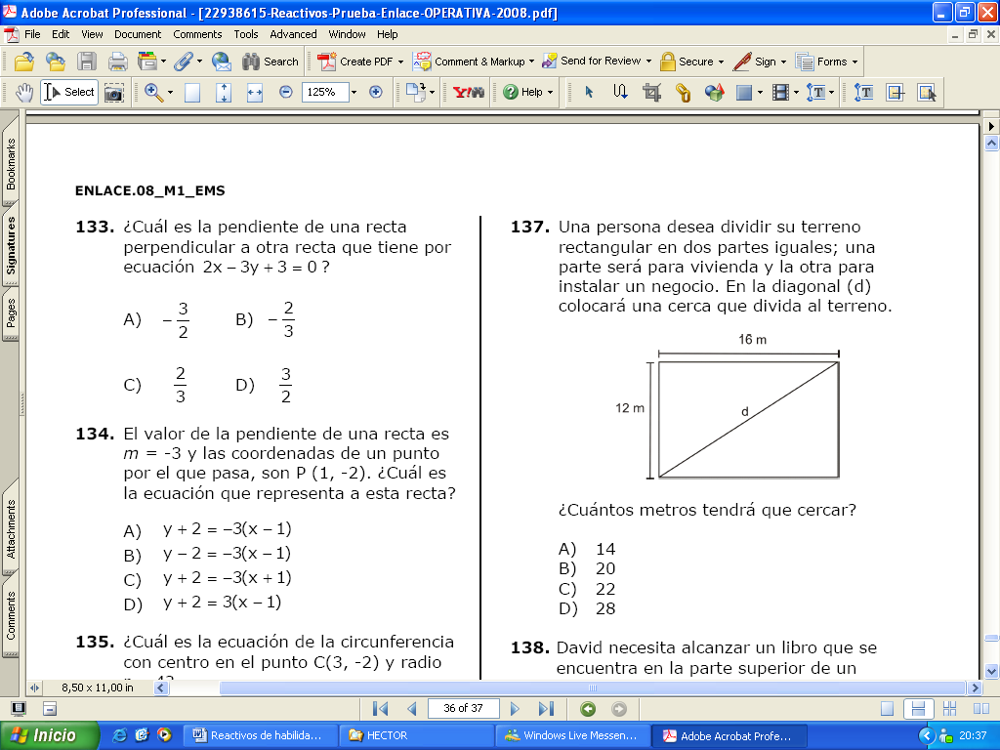 Adobe Acrobat Professional - [22938615-Reactivos-Prueba-Enlace-OPERATIVA-2008.pdf]
File Edit View Document Comments Tools Advanced Window Help
Search Create PDF Comment & Markup Send for Review Secure Sign Forms
Select 125% Y! Help
Bookmarks
Signatures
Pages
Attachments
Comments
ENLACE.08_M1_EMS
133. ¿Cuál es la pendiente de una recta
perpendicular a otra recta que tiene por
ecuación 2x – 3y + 3 = 0 ?
A) – 3/2 B) – 2/3
C) 2/3 D) 3/2
134. El valor de la pendiente de una recta es
m = -3 y las coordenadas de un punto
por el que pasa, son P (1, -2). ¿Cuál es
la ecuación que representa a esta recta?
A) y + 2 = –3(x – 1)
B) y – 2 = –3(x – 1)
C) y + 2 = –3(x + 1)
D) y + 2 = 3(x – 1)
135. ¿Cuál es la ecuación de la circunferencia
con centro en el punto C(3, -2) y radio
137. Una persona desea dividir su terreno
rectangular en dos partes iguales; una
parte será para vivienda y la otra para
instalar un negocio. En la diagonal (d)
colocará una cerca que divida al terreno.
16 m
12 m
d
¿Cuántos metros tendrá que cercar?
A) 14
B) 20
C) 22
D) 28
138. David necesita alcanzar un libro que se
encuentra en la parte superior de un
8,50 x 11,00 in
36 of 37
Inicio Reactivos de habilida... HECTOR Windows Live Messen... Adobe Acrobat Profe... 20:37